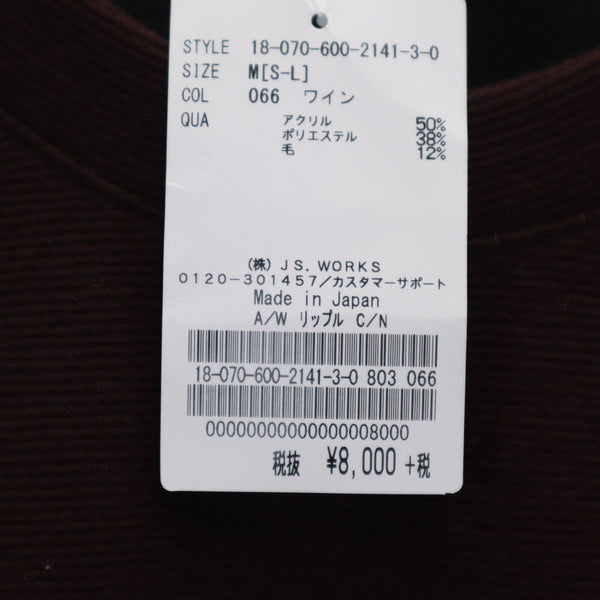 STYLE 18-070-600-2141-3-0
SIZE M[S-L]
COL 066 ワイン
QUA アクリル 50%
ポリエステル 38%
毛 12%
(株) J.S. WORKS
0120-301457/カスタマーサポート
Made in Japan
A/W リップル C/N
18-070-600-2141-3-0 803 066
00000000000000008000
税抜 ¥8,000 +税